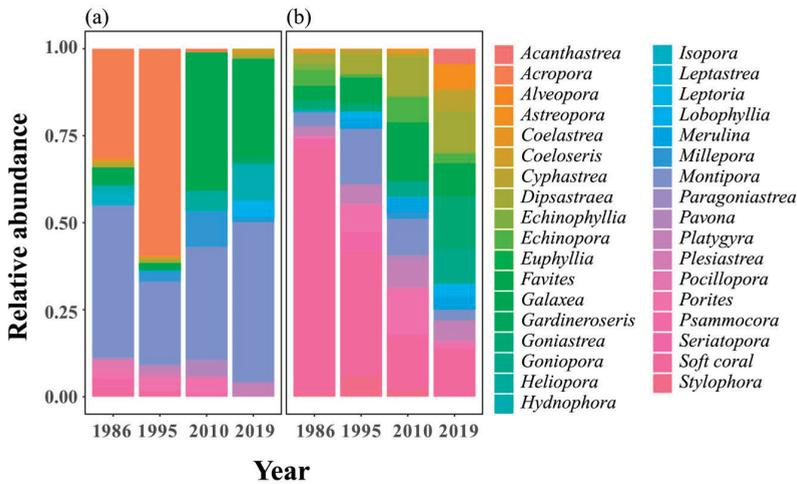 (a)
(b)
1.00
0.75
0.50
0.25
0.00
Relative abundance
1986 1995 2010 2019
1986 1995 2010 2019
Year
Acanthastrea
Acropora
Alveopora
Astreopora
Coelastrea
Coeloseris
Cyphastrea
Dipsastraea
Echinophyllia
Echinopora
Euphyllia
Favites
Galaxea
Gardineroseris
Goniastrea
Goniopora
Heliopora
Hydnophora
Isopora
Leptastrea
Leptoria
Lobophyllia
Merulina
Millepora
Montipora
Paragoniastrea
Pavona
Platygyra
Plesiastrea
Pocillopora
Porites
Psammocora
Seriatopora
Soft coral
Stylophora